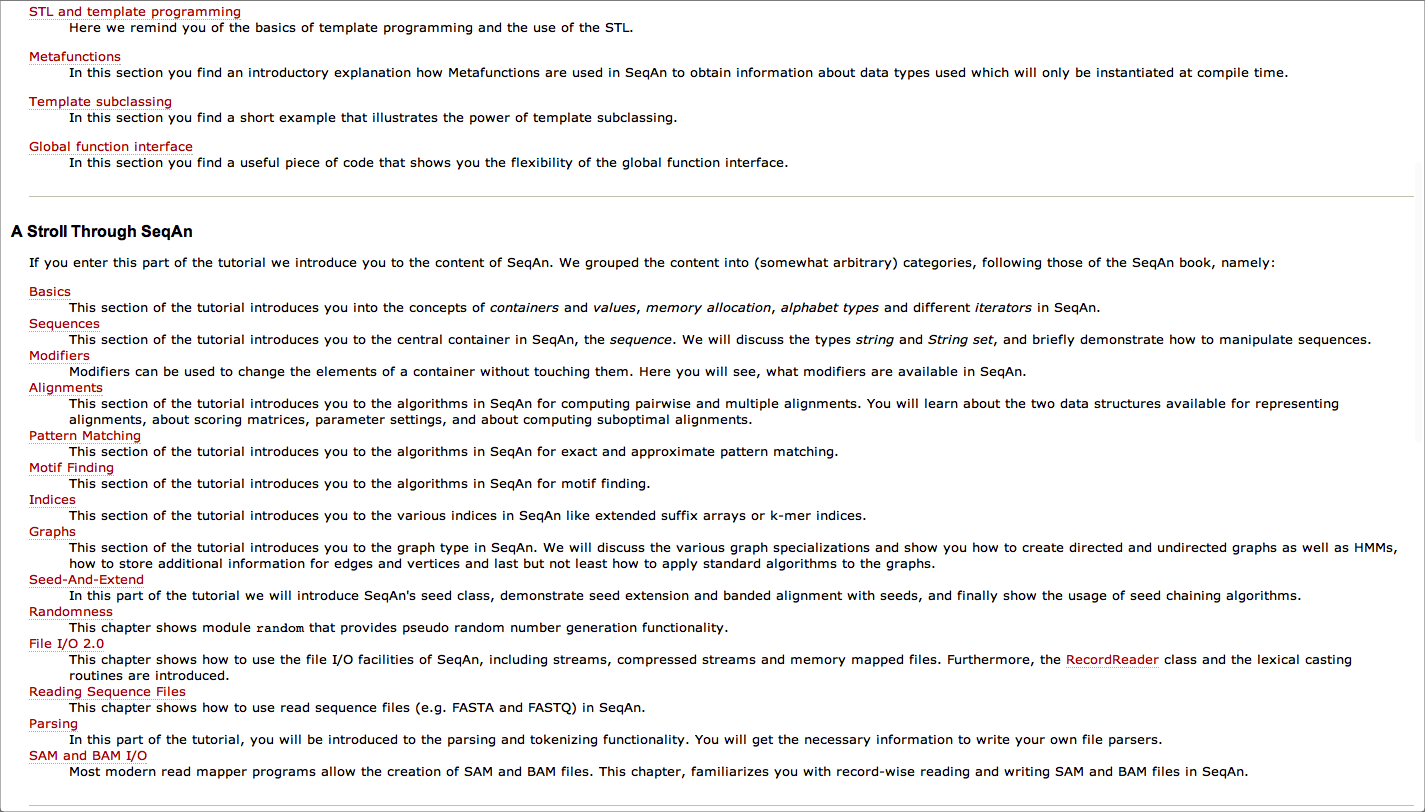 STL and template programming
Here we remind you of the basics of template programming and the use of the STL.
Metafunctions
In this section you find an introductory explanation how Metafunctions are used in SeqAn to obtain information about data types used which will only be instantiated at compile time.
Template subclassing
In this section you find a short example that illustrates the power of template subclassing.
Global function interface
In this section you find a useful piece of code that shows you the flexibility of the global function interface.
A Stroll Through SeqAn
If you enter this part of the tutorial we introduce you to the content of SeqAn. We grouped the content into (somewhat arbitrary) categories, following those of the SeqAn book, namely:
Basics
This section of the tutorial introduces you into the concepts of containers and values, memory allocation, alphabet types and different iterators in SeqAn.
Sequences
This section of the tutorial introduces you to the central container in SeqAn, the sequence. We will discuss the types string and String set, and briefly demonstrate how to manipulate sequences.
Modifiers
Modifiers can be used to change the elements of a container without touching them. Here you will see, what modifiers are available in SeqAn.
Alignments
This section of the tutorial introduces you to the algorithms in SeqAn for computing pairwise and multiple alignments. You will learn about the two data structures available for representing
alignments, about scoring matrices, parameter settings, and about computing suboptimal alignments.
Pattern Matching
This section of the tutorial introduces you to the algorithms in SeqAn for exact and approximate pattern matching.
Motif Finding
This section of the tutorial introduces you to the algorithms in SeqAn for motif finding.
Indices
This section of the tutorial introduces you to the various indices in SeqAn like extended suffix arrays or k-mer indices.
Graphs
This section of the tutorial introduces you to the graph type in SeqAn. We will discuss the various graph specializations and show you how to create directed and undirected graphs as well as HMMs,
how to store additional information for edges and vertices and last but not least how to apply standard algorithms to the graphs.
Seed-And-Extend
In this part of the tutorial we will introduce SeqAn's seed class, demonstrate seed extension and banded alignment with seeds, and finally show the usage of seed chaining algorithms.
Randomness
This chapter shows module random that provides pseudo random number generation functionality.
File I/O 2.0
This chapter shows how to use the file I/O facilities of SeqAn, including streams, compressed streams and memory mapped files. Furthermore, the RecordReader class and the lexical casting
routines are introduced.
Reading Sequence Files
This chapter shows how to use read sequence files (e.g. FASTA and FASTQ) in SeqAn.
Parsing
In this part of the tutorial, you will be introduced to the parsing and tokenizing functionality. You will get the necessary information to write your own file parsers.
SAM and BAM I/O
Most modern read mapper programs allow the creation of SAM and BAM files. This chapter, familiarizes you with record-wise reading and writing SAM and BAM files in SeqAn.